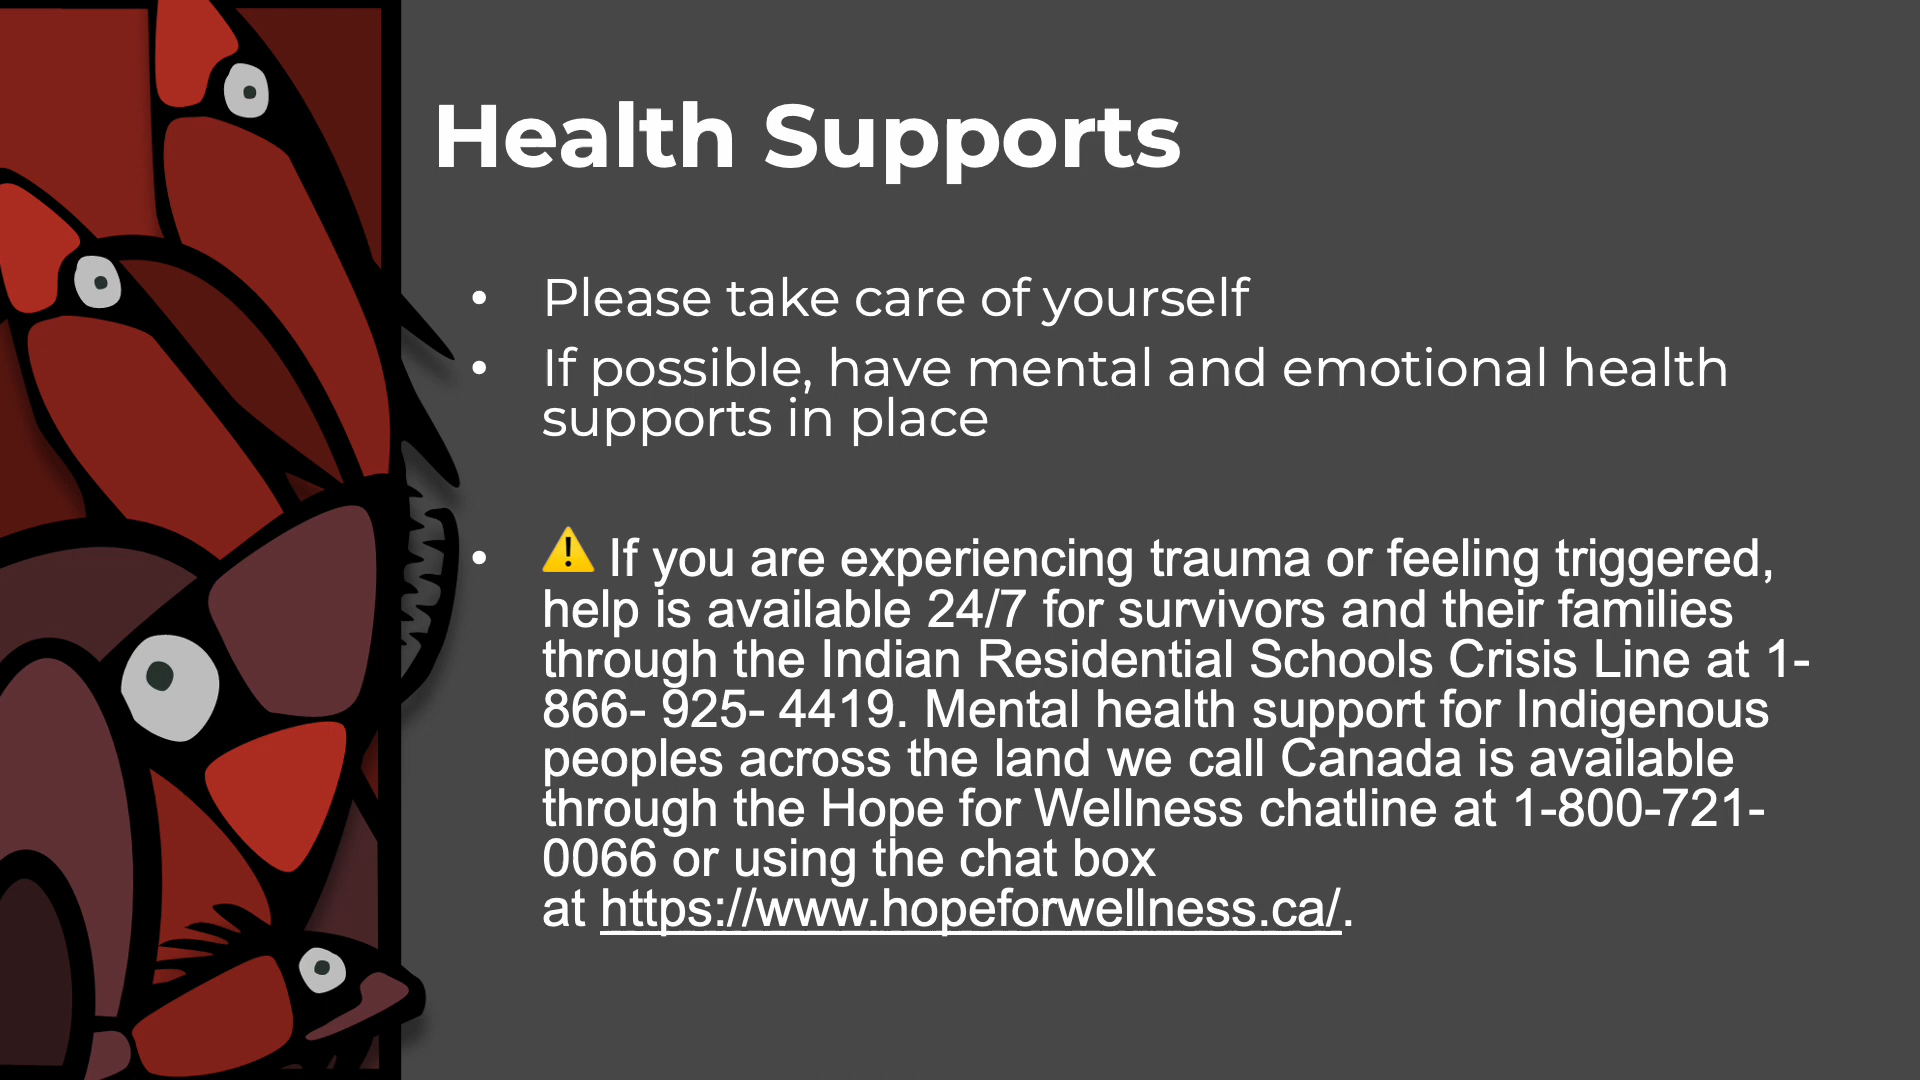 Health Supports
• Please take care of yourself
• If possible, have mental and emotional health
supports in place
• ⚠️ If you are experiencing trauma or feeling triggered,
help is available 24/7 for survivors and their families
through the Indian Residential Schools Crisis Line at 1-
866- 925- 4419. Mental health support for Indigenous
peoples across the land we call Canada is available
through the Hope for Wellness chatline at 1-800-721-
0066 or using the chat box
at https://www.hopeforwellness.ca/.